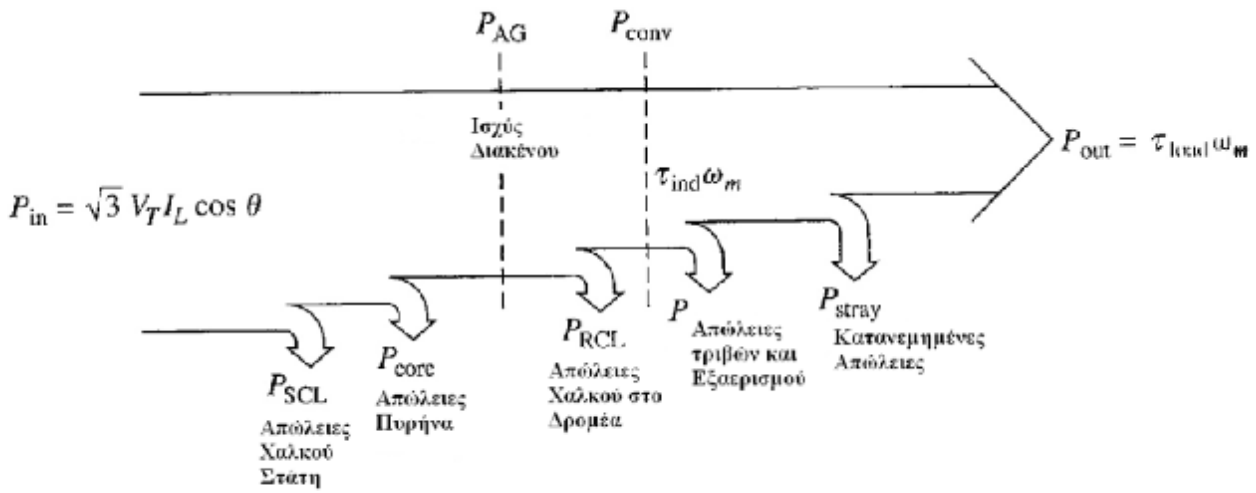 P_AG
P_conv
Ισχύς
Διακένου
P_in = √3 V_T I_L cos θ
τ_ind ω_m
P_out = ω_m
P_SCL
Απώλειες
Χαλκού
Στάτη
P_core
Απώλειες
Πυρήνα
P_RCL
Απώλειες
Χαλκού στο
Δρομέα
P
Απώλειες
τριβών και
Εξαερισμού
P_stray
Κατανεμημένες
Απώλειες